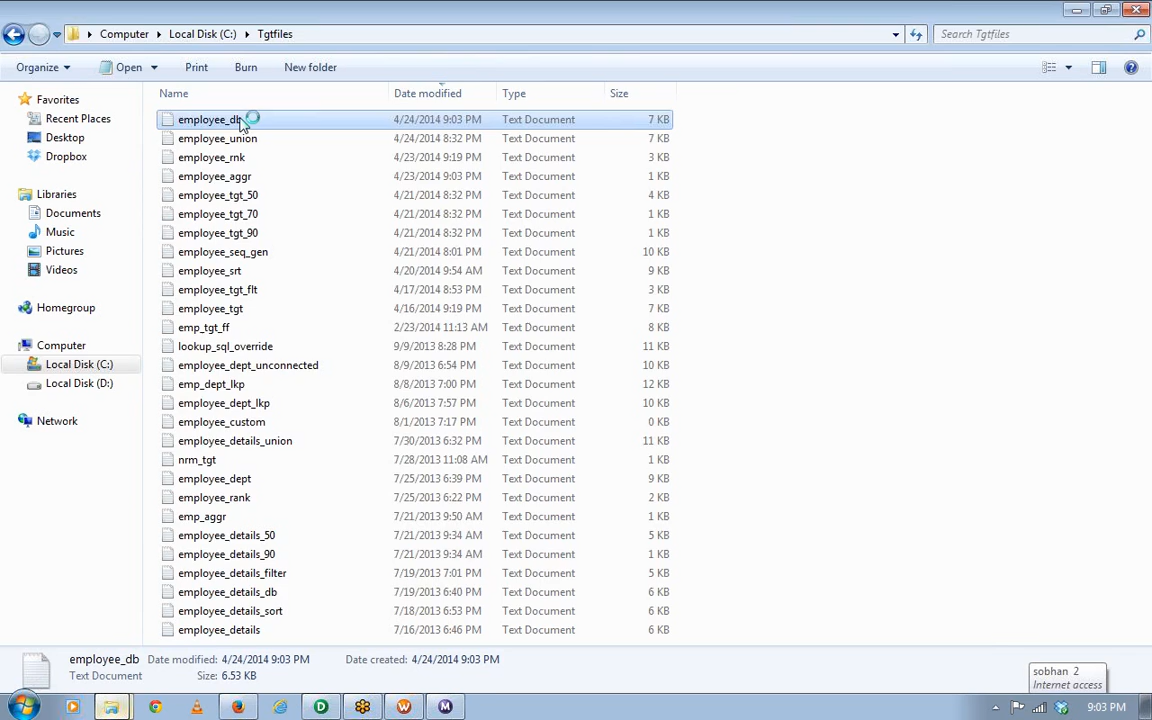 Computer Local Disk (C:) Tgtfiles
Search Tgtfiles
Organize Open Print Burn New folder
Name Date modified Type Size
Favorites
Recent Places
Desktop
Dropbox
Libraries
Documents
Music
Pictures
Videos
Homegroup
Computer
Local Disk (C:)
Local Disk (D:)
Network
employee_db 4/24/2014 9:03 PM Text Document 7 KB
employee_union 4/24/2014 8:32 PM Text Document 7 KB
employee_rnk 4/23/2014 9:19 PM Text Document 3 KB
employee_aggr 4/23/2014 9:03 PM Text Document 1 KB
employee_tgt_50 4/21/2014 8:32 PM Text Document 4 KB
employee_tgt_70 4/21/2014 8:32 PM Text Document 1 KB
employee_tgt_90 4/21/2014 8:32 PM Text Document 1 KB
employee_seq_gen 4/21/2014 8:01 PM Text Document 10 KB
employee_srt 4/20/2014 9:54 AM Text Document 9 KB
employee_tgt_flt 4/17/2014 8:53 PM Text Document 3 KB
employee_tgt 4/16/2014 9:19 PM Text Document 7 KB
emp_tgt_ff 2/23/2014 11:13 AM Text Document 8 KB
lookup_sql_override 9/9/2013 8:28 PM Text Document 11 KB
employee_dept_unconnected 8/9/2013 6:54 PM Text Document 10 KB
emp_dept_lkp 8/8/2013 7:00 PM Text Document 12 KB
employee_dept_lkp 8/6/2013 7:57 PM Text Document 10 KB
employee_custom 8/1/2013 7:17 PM Text Document 0 KB
employee_details_union 7/30/2013 6:32 PM Text Document 11 KB
nrm_tgt 7/28/2013 11:08 AM Text Document 1 KB
employee_dept 7/25/2013 6:39 PM Text Document 9 KB
employee_rank 7/25/2013 6:22 PM Text Document 2 KB
emp_aggr 7/21/2013 9:50 AM Text Document 1 KB
employee_details_50 7/21/2013 9:34 AM Text Document 5 KB
employee_details_90 7/21/2013 9:34 AM Text Document 1 KB
employee_details_filter 7/19/2013 7:01 PM Text Document 5 KB
employee_details_db 7/19/2013 6:40 PM Text Document 6 KB
employee_details_sort 7/18/2013 6:53 PM Text Document 6 KB
employee_details 7/16/2013 6:46 PM Text Document 6 KB
employee_db Date modified: 4/24/2014 9:03 PM Date created: 4/24/2014 9:03 PM
Text Document Size: 6.53 KB
sobhan 2
Internet access
9:03 PM